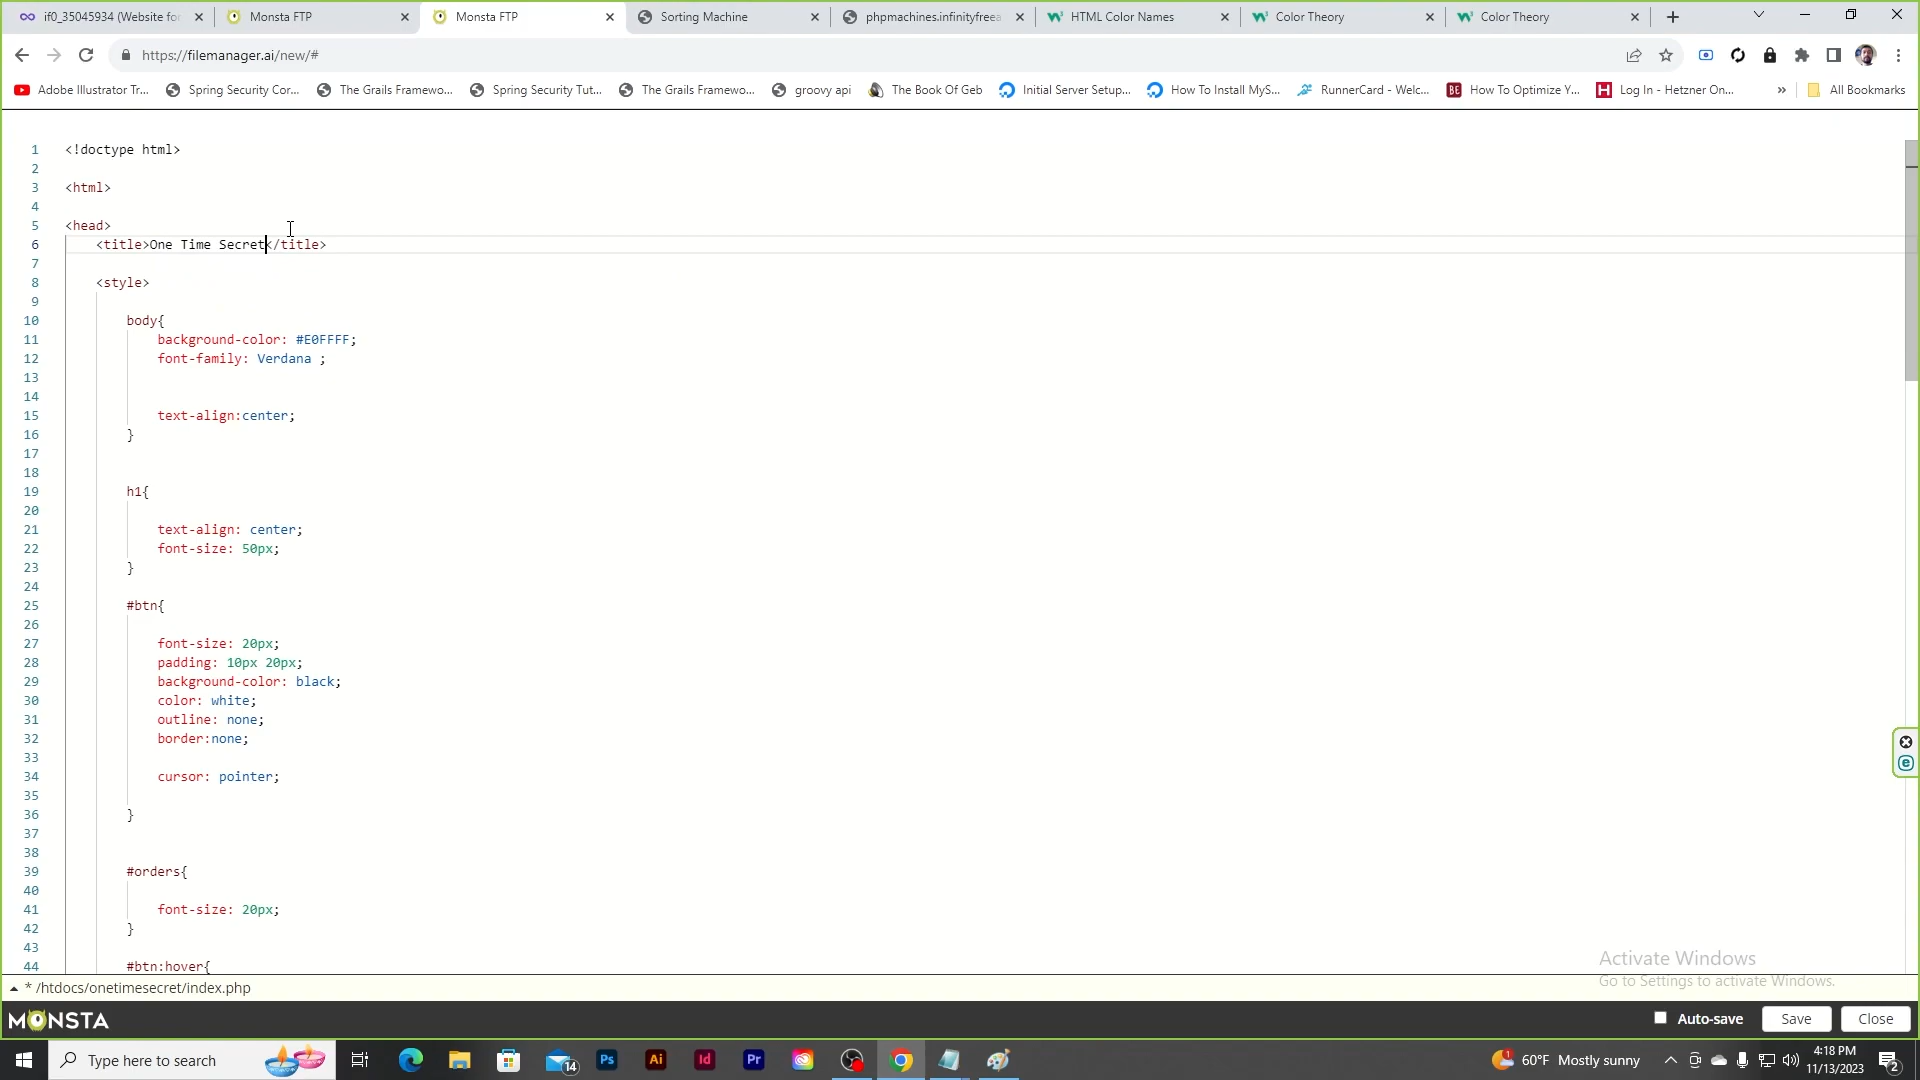 if0_35045934 (Website for
Monsta FTP
Monsta FTP
Sorting Machine
phpmachines.infinityfreea
HTML Color Names
Color Theory
Color Theory
https://filemanager.ai/new/#
Adobe Illustrator Tr...
Spring Security Cor...
The Grails Framewo...
Spring Security Tut...
The Grails Framewo...
groovy api
The Book Of Geb
Initial Server Setup...
How To Install MyS...
RunnerCard - Welc...
BE
How To Optimize Y...
H
Log In - Hetzner On...
»
All Bookmarks
1 <!doctype html>
2
3 <html>
4
5 <head>
6 <title>One Time Secret</title>
7
8 <style>
9
10 body{
11 background-color: #E0FFFF;
12 font-family: Verdana ;
13
14
15 text-align:center;
16 }
17
18
19 h1{
20
21 text-align: center;
22 font-size: 50px;
23 }
24
25 #btn{
26
27 font-size: 20px;
28 padding: 10px 20px;
29 background-color: black;
30 color: white;
31 outline: none;
32 border:none;
33
34 cursor: pointer;
35
36 }
37
38
39 #orders{
40
41 font-size: 20px;
42 }
43
44 #btn:hover{
Activate Windows
Go to Settings to activate Windows.
* /htdocs/onetimesecret/index.php
MONSTA
Auto-save
Save
Close
Type here to search
14
Ps
Ai
Id
Pr
1
60°F Mostly sunny
4:18 PM
11/13/2023
2